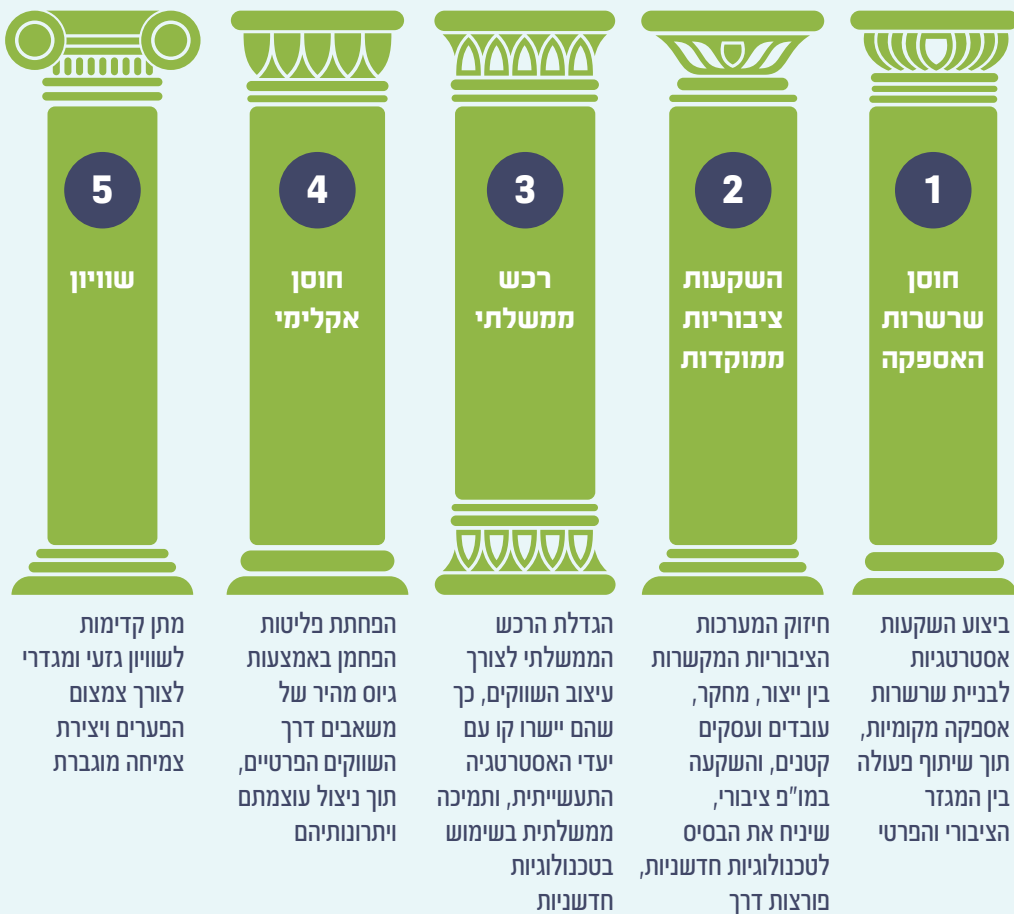 1
חוסן
שרשרות
האספקה
ביצוע השקעות
אסטרטגיות
לבניית שרשרות
אספקה מקומיות,
תוך שיתוף פעולה
בין המגזר
הציבורי והפרטי
2
השקעות
ציבוריות
ממוקדות
חיזוק המערכות
הציבוריות המקשרות
בין ייצור, מחקר,
עובדים ועסקים
קטנים, והשקעה
במו"פ ציבורי,
שיניח את הבסיס
לטכנולוגיות חדשניות,
פורצות דרך
3
רכש
ממשלתי
הגדלת הרכש
הממשלתי לצורך
עיצוב השווקים, כך
שהם יישרו קו עם
יעדי האסטרטגיה
התעשייתית, ותמיכה
ממשלתית בשימוש
בטכנולוגיות
חדשניות
4
חוסן
אקלימי
הפחתת פליטות
הפחמן באמצעות
גיוס מהיר של
משאבים דרך
השווקים הפרטיים,
תוך ניצול עוצמתם
ויתרונותיהם
5
שוויון
מתן קדימות
לשוויון גזעי ומגדרי
לצורך צמצום
הפערים ויצירת
צמיחה מוגברת